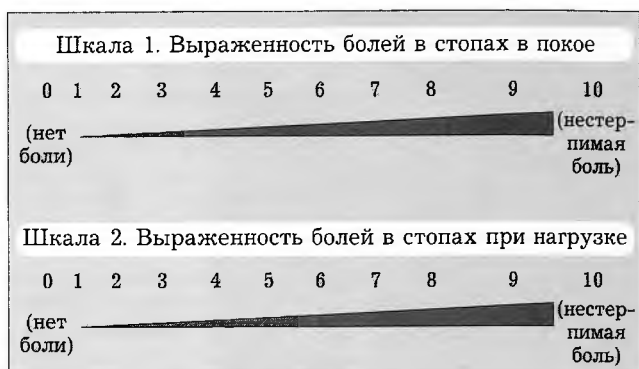 Шкала 1. Выраженность болей в стопах в покое
0 1 2 3 4 5 6 7 8 9 10
(нет боли)
(нестер-
пимая
боль)
Шкала 2. Выраженность болей в стопах при нагрузке
0 1 2 3 4 5 6 7 8 9 10
(нет боли)
(нестер-
пимая
боль)